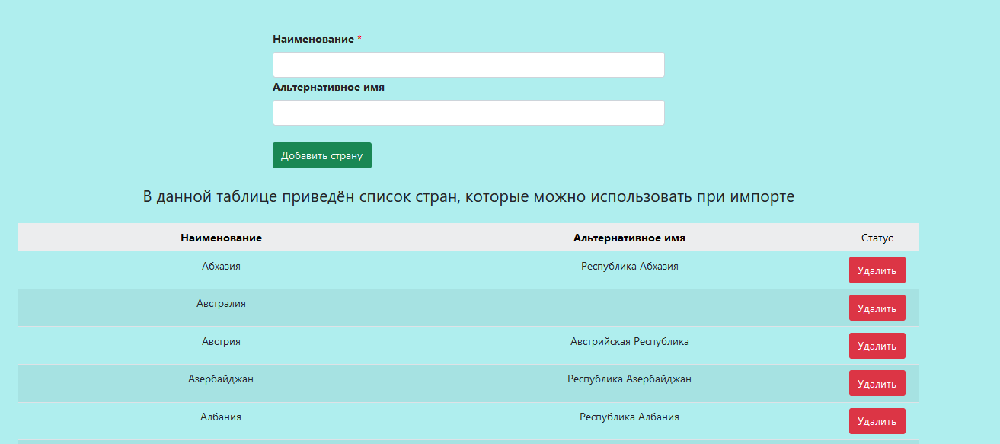 Наименование *
Альтернативное имя
Добавить страну
В данной таблице приведён список стран, которые можно использовать при импорте
Наименование Альтернативное имя Статус
Абхазия Республика Абхазия Удалить
Австралия Удалить
Австрия Австрийская Республика Удалить
Азербайджан Республика Азербайджан Удалить
Албания Республика Албания Удалить